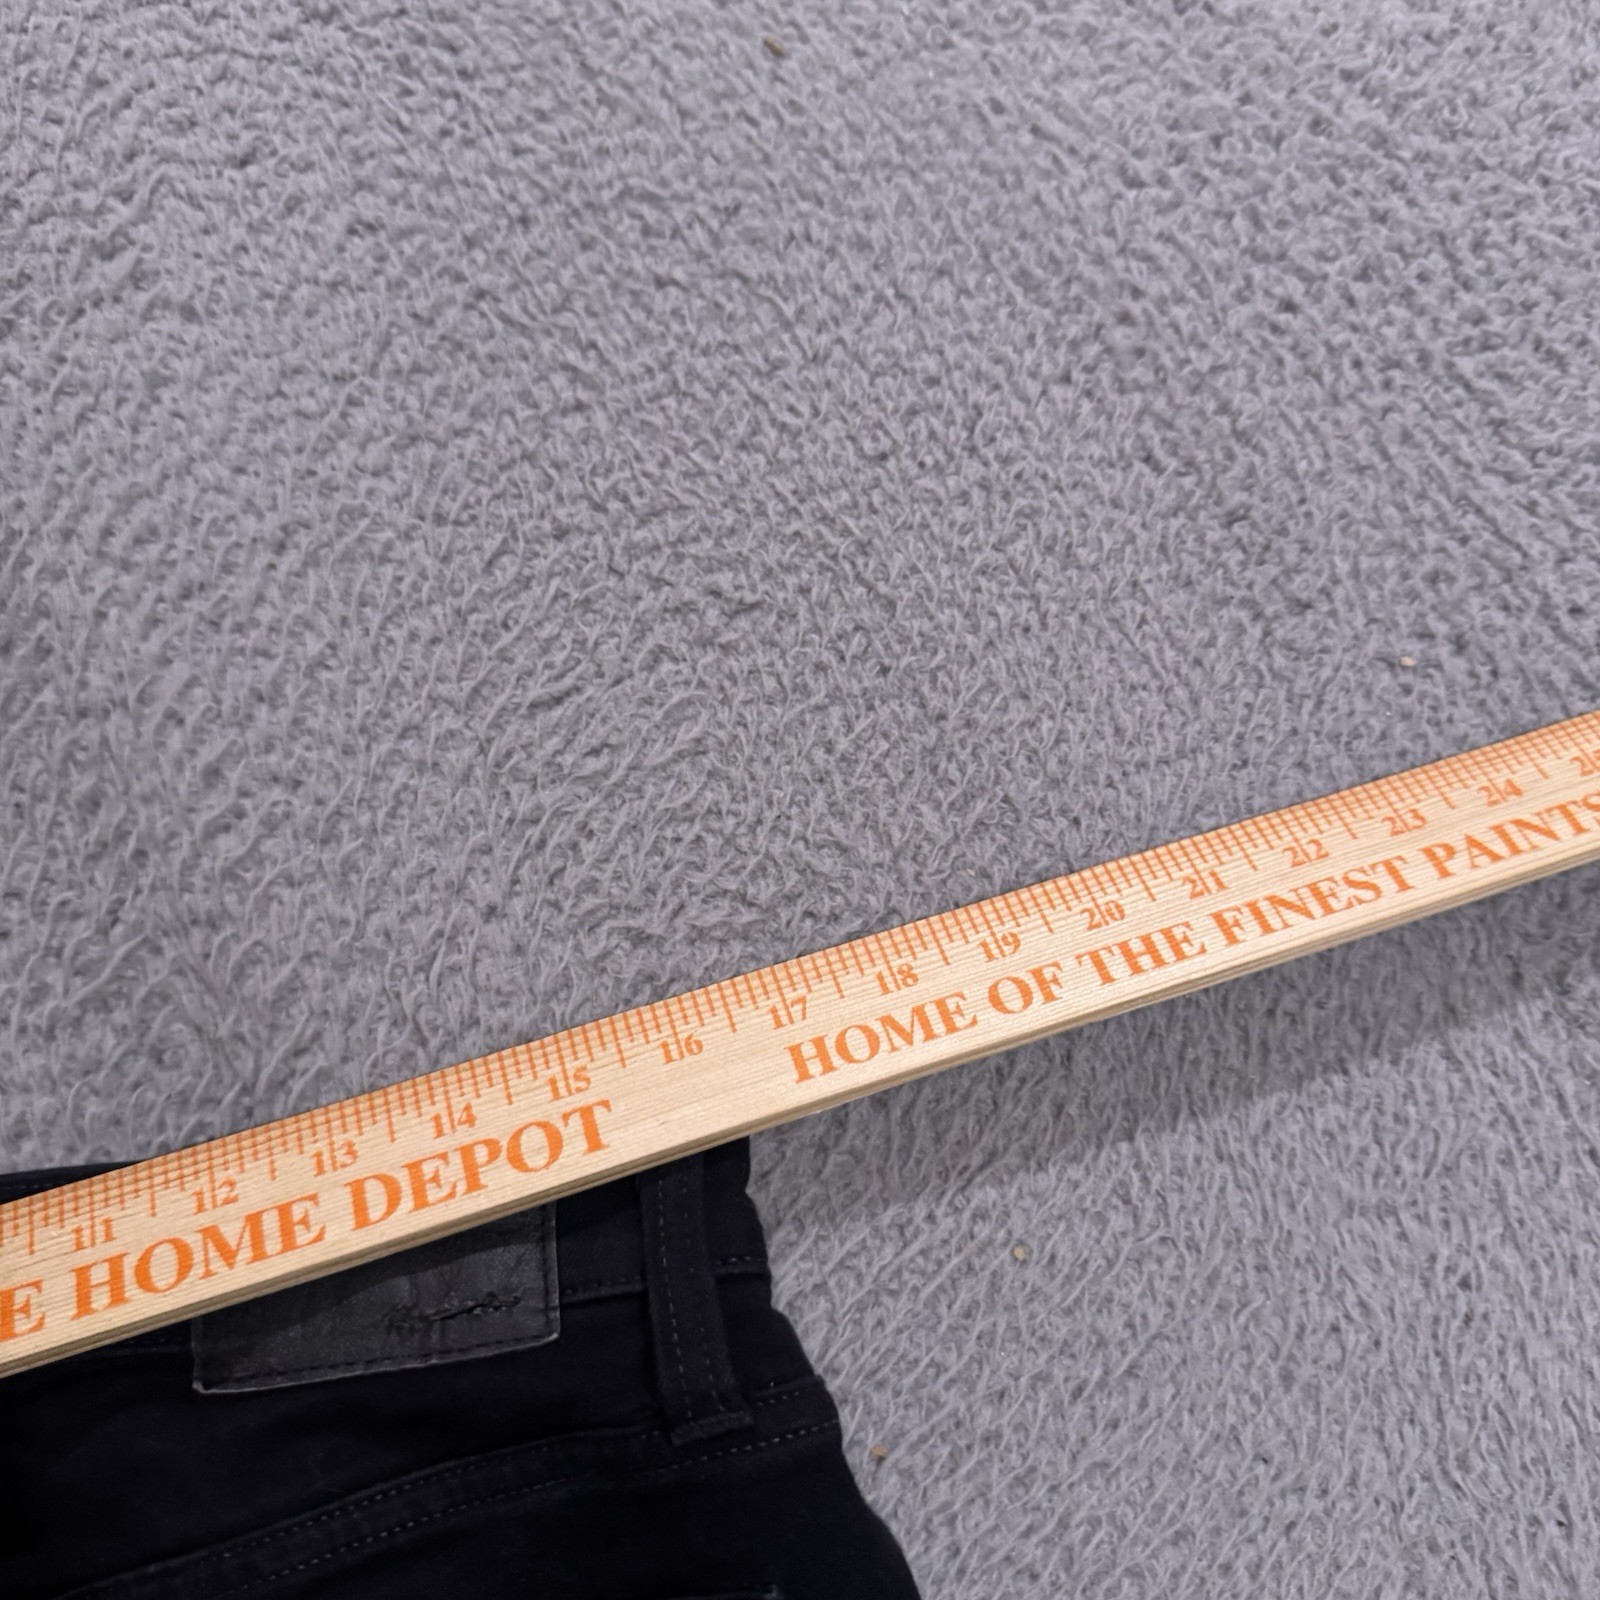 11 12 13 14 15 16 17 18 19 20 21 22 23 24
E HOME DEPOT HOME OF THE FINEST PAINTS